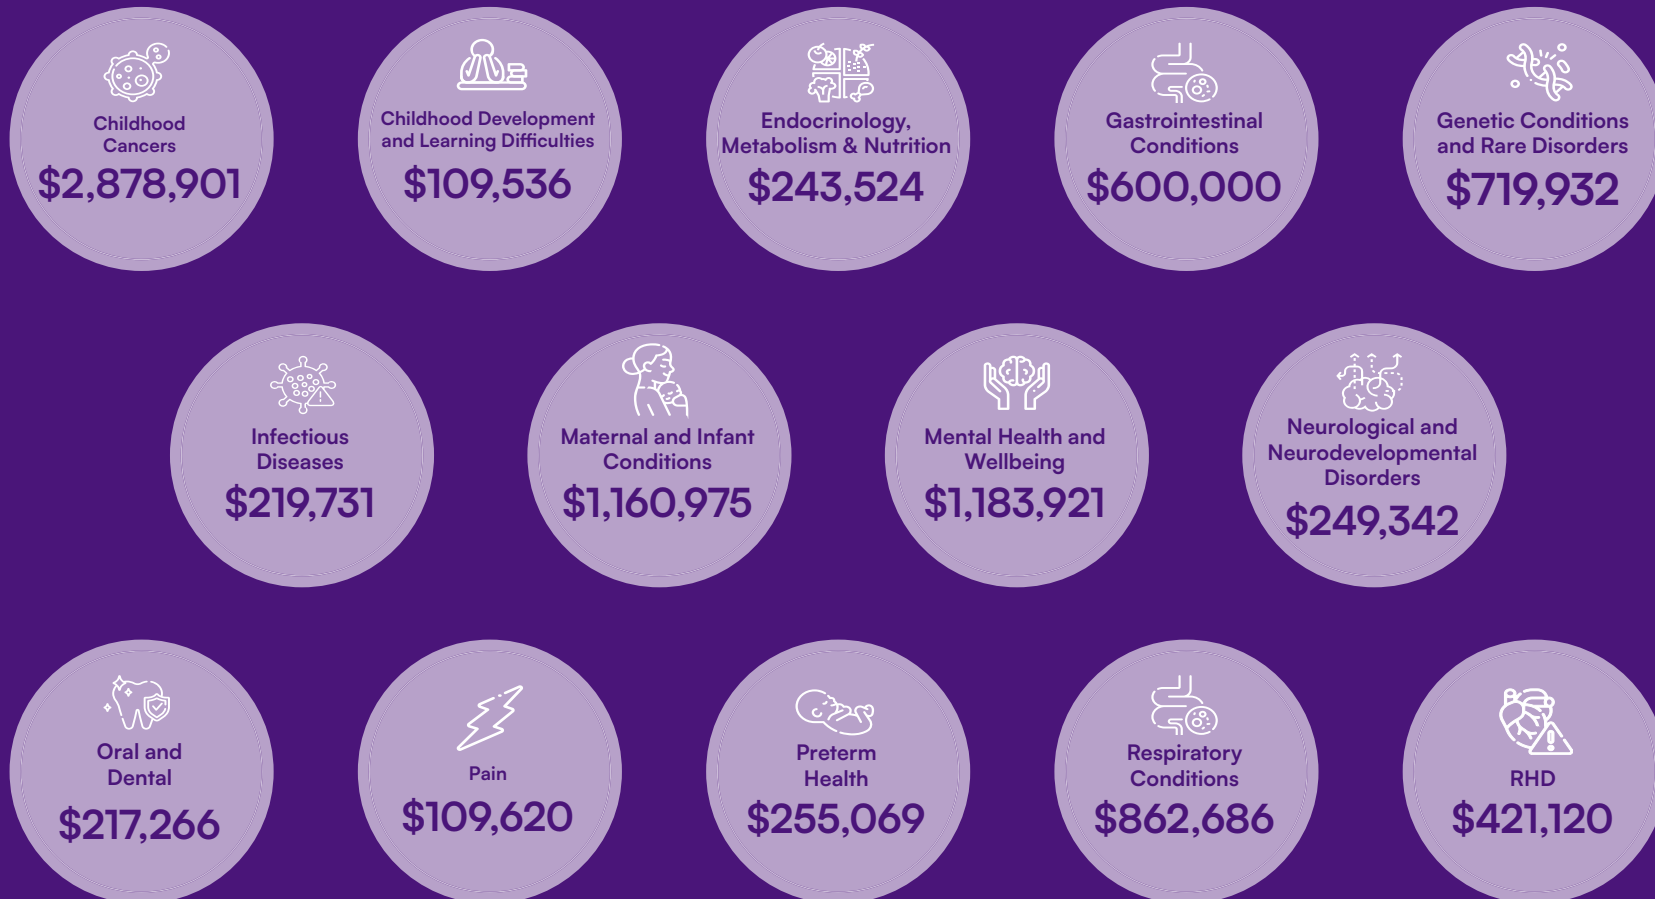 Childhood
Cancers
$2,878,901
Childhood Development
and Learning Difficulties
$109,536
Endocrinology,
Metabolism & Nutrition
$243,524
Gastrointestinal
Conditions
$600,000
Genetic Conditions
and Rare Disorders
$719,932
Infectious
Diseases
$219,731
Maternal and Infant
Conditions
$1,160,975
Mental Health and
Wellbeing
$1,183,921
Neurological and
Neurodevelopmental
Disorders
$249,342
Oral and
Dental
$217,266
Pain
$109,620
Preterm
Health
$255,069
Respiratory
Conditions
$862,686
RHD
$421,120